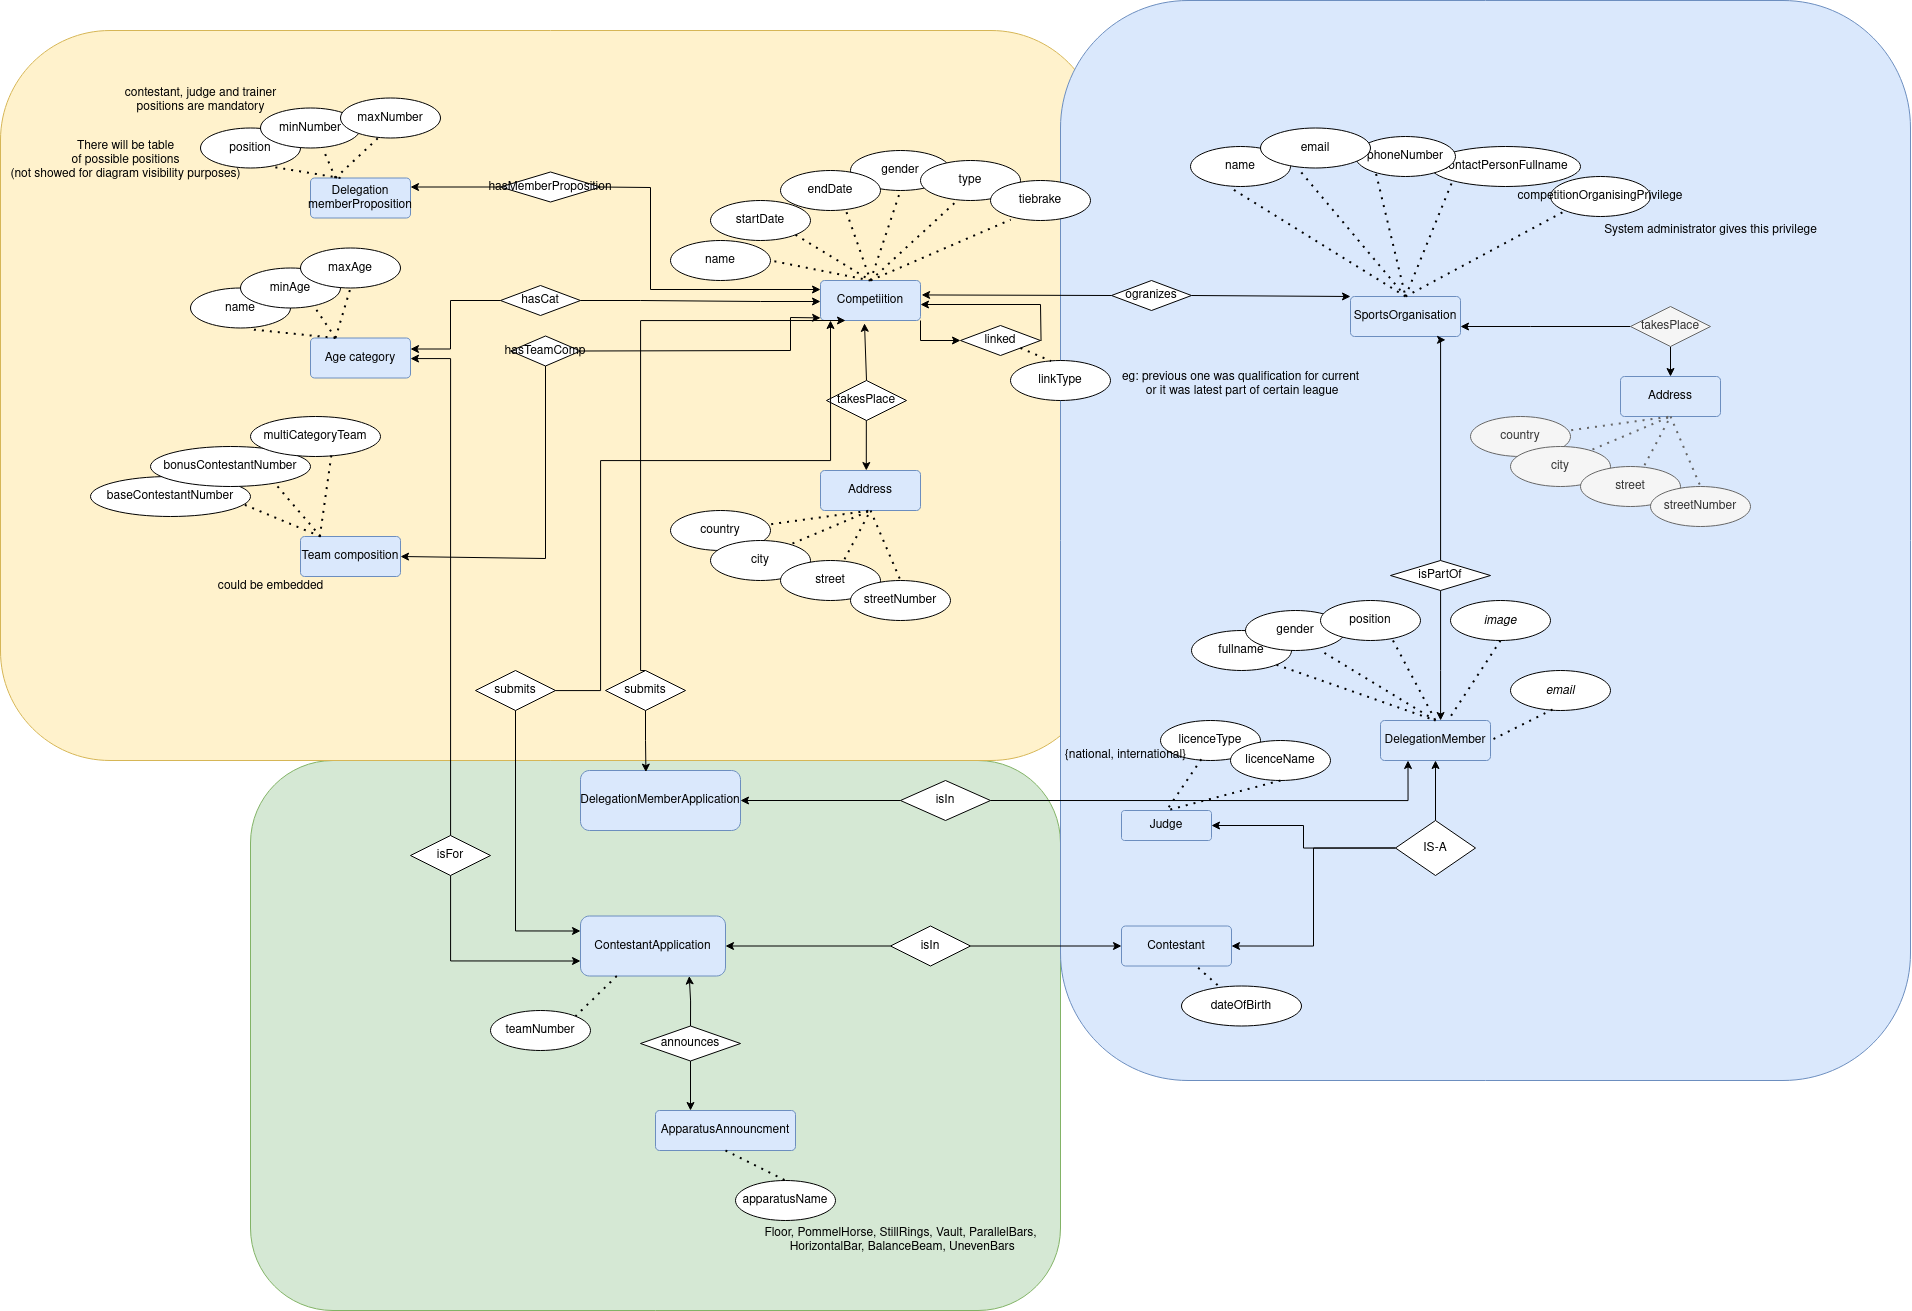 contestant, judge and trainer
positions are mandatory
There will be table
of possible positions
(not showed for diagram visibility purposes)
position
minNumber
maxNumber
Delegation
memberProposition
hasMemberProposition
name
minAge
maxAge
Age category
hasCat
hasTeamComp
baseContestantNumber
bonusContestantNumber
multiCategoryTeam
Team composition
could be embedded
name
startDate
endDate
gender
type
tiebrake
Competiition
linked
linkType
eg: previous one was qualification for current
or it was latest part of certain league
takesPlace
Address
country
city
street
streetNumber
ogranizes
name
email
phoneNumber
ontactPersonFullname
competitionOrganisingPrivilege
System administrator gives this privilege
SportsOrganisation
takesPlace
Address
country
city
street
streetNumber
isPartOf
fullname
gender
position
image
email
DelegationMember
licenceType
{national, international}
licenceName
Judge
IS-A
Contestant
dateOfBirth
submits
submits
DelegationMemberApplication
isIn
isFor
ContestantApplication
isIn
teamNumber
announces
ApparatusAnnouncment
apparatusName
Floor, PommelHorse, StillRings, Vault, ParallelBars,
HorizontalBar, BalanceBeam, UnevenBars